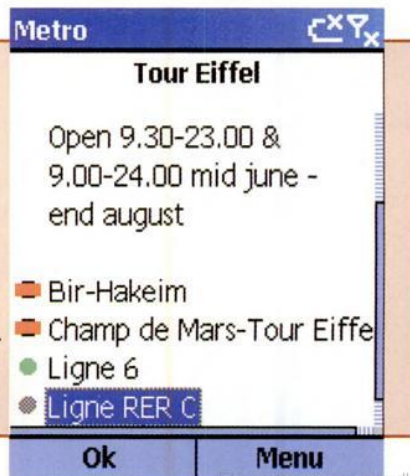 Metro
Tour Eiffel
Open 9.30-23.00 &
9.00-24.00 mid june -
end august
Bir-Hakeim
Champ de Mars-Tour Eiffe
Ligne 6
Ligne RER C
Ok Menu